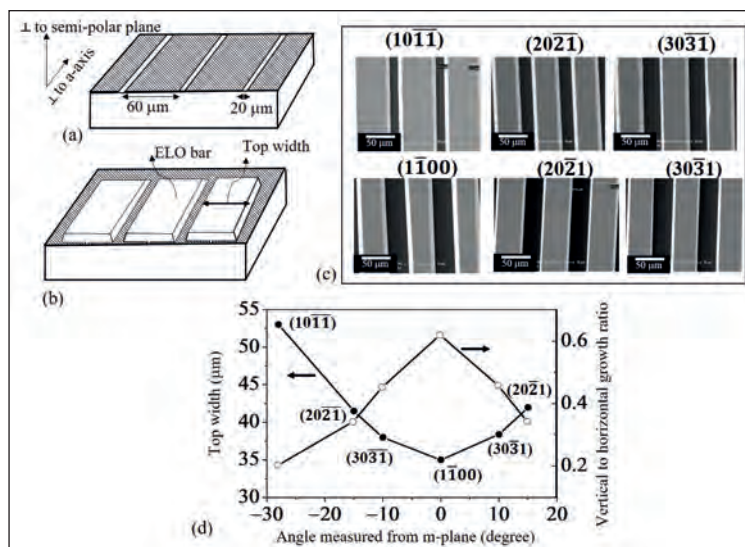 ⊥ to semi-polar plane
⊥ to a-axis
60 μm
20 μm
(a)
ELO bar
Top width
(b)
(101̅1̅)
(202̅1̅)
(303̅1̅)
50 μm
50 μm
50 μm
(11̅00)
(202̅1)
(303̅1)
50 μm
50 μm
50 μm
(c)
55
50
45
40
35
30
Top width (μm)
(101̅1̅)
(202̅1̅)
(303̅1̅)
(11̅00)
(303̅1)
(202̅1)
0.6
0.4
0.2
Vertical to horizontal growth ratio
−30 −20 −15 −10 0 10 20
Angle measured from m-plane (degree)
(d)